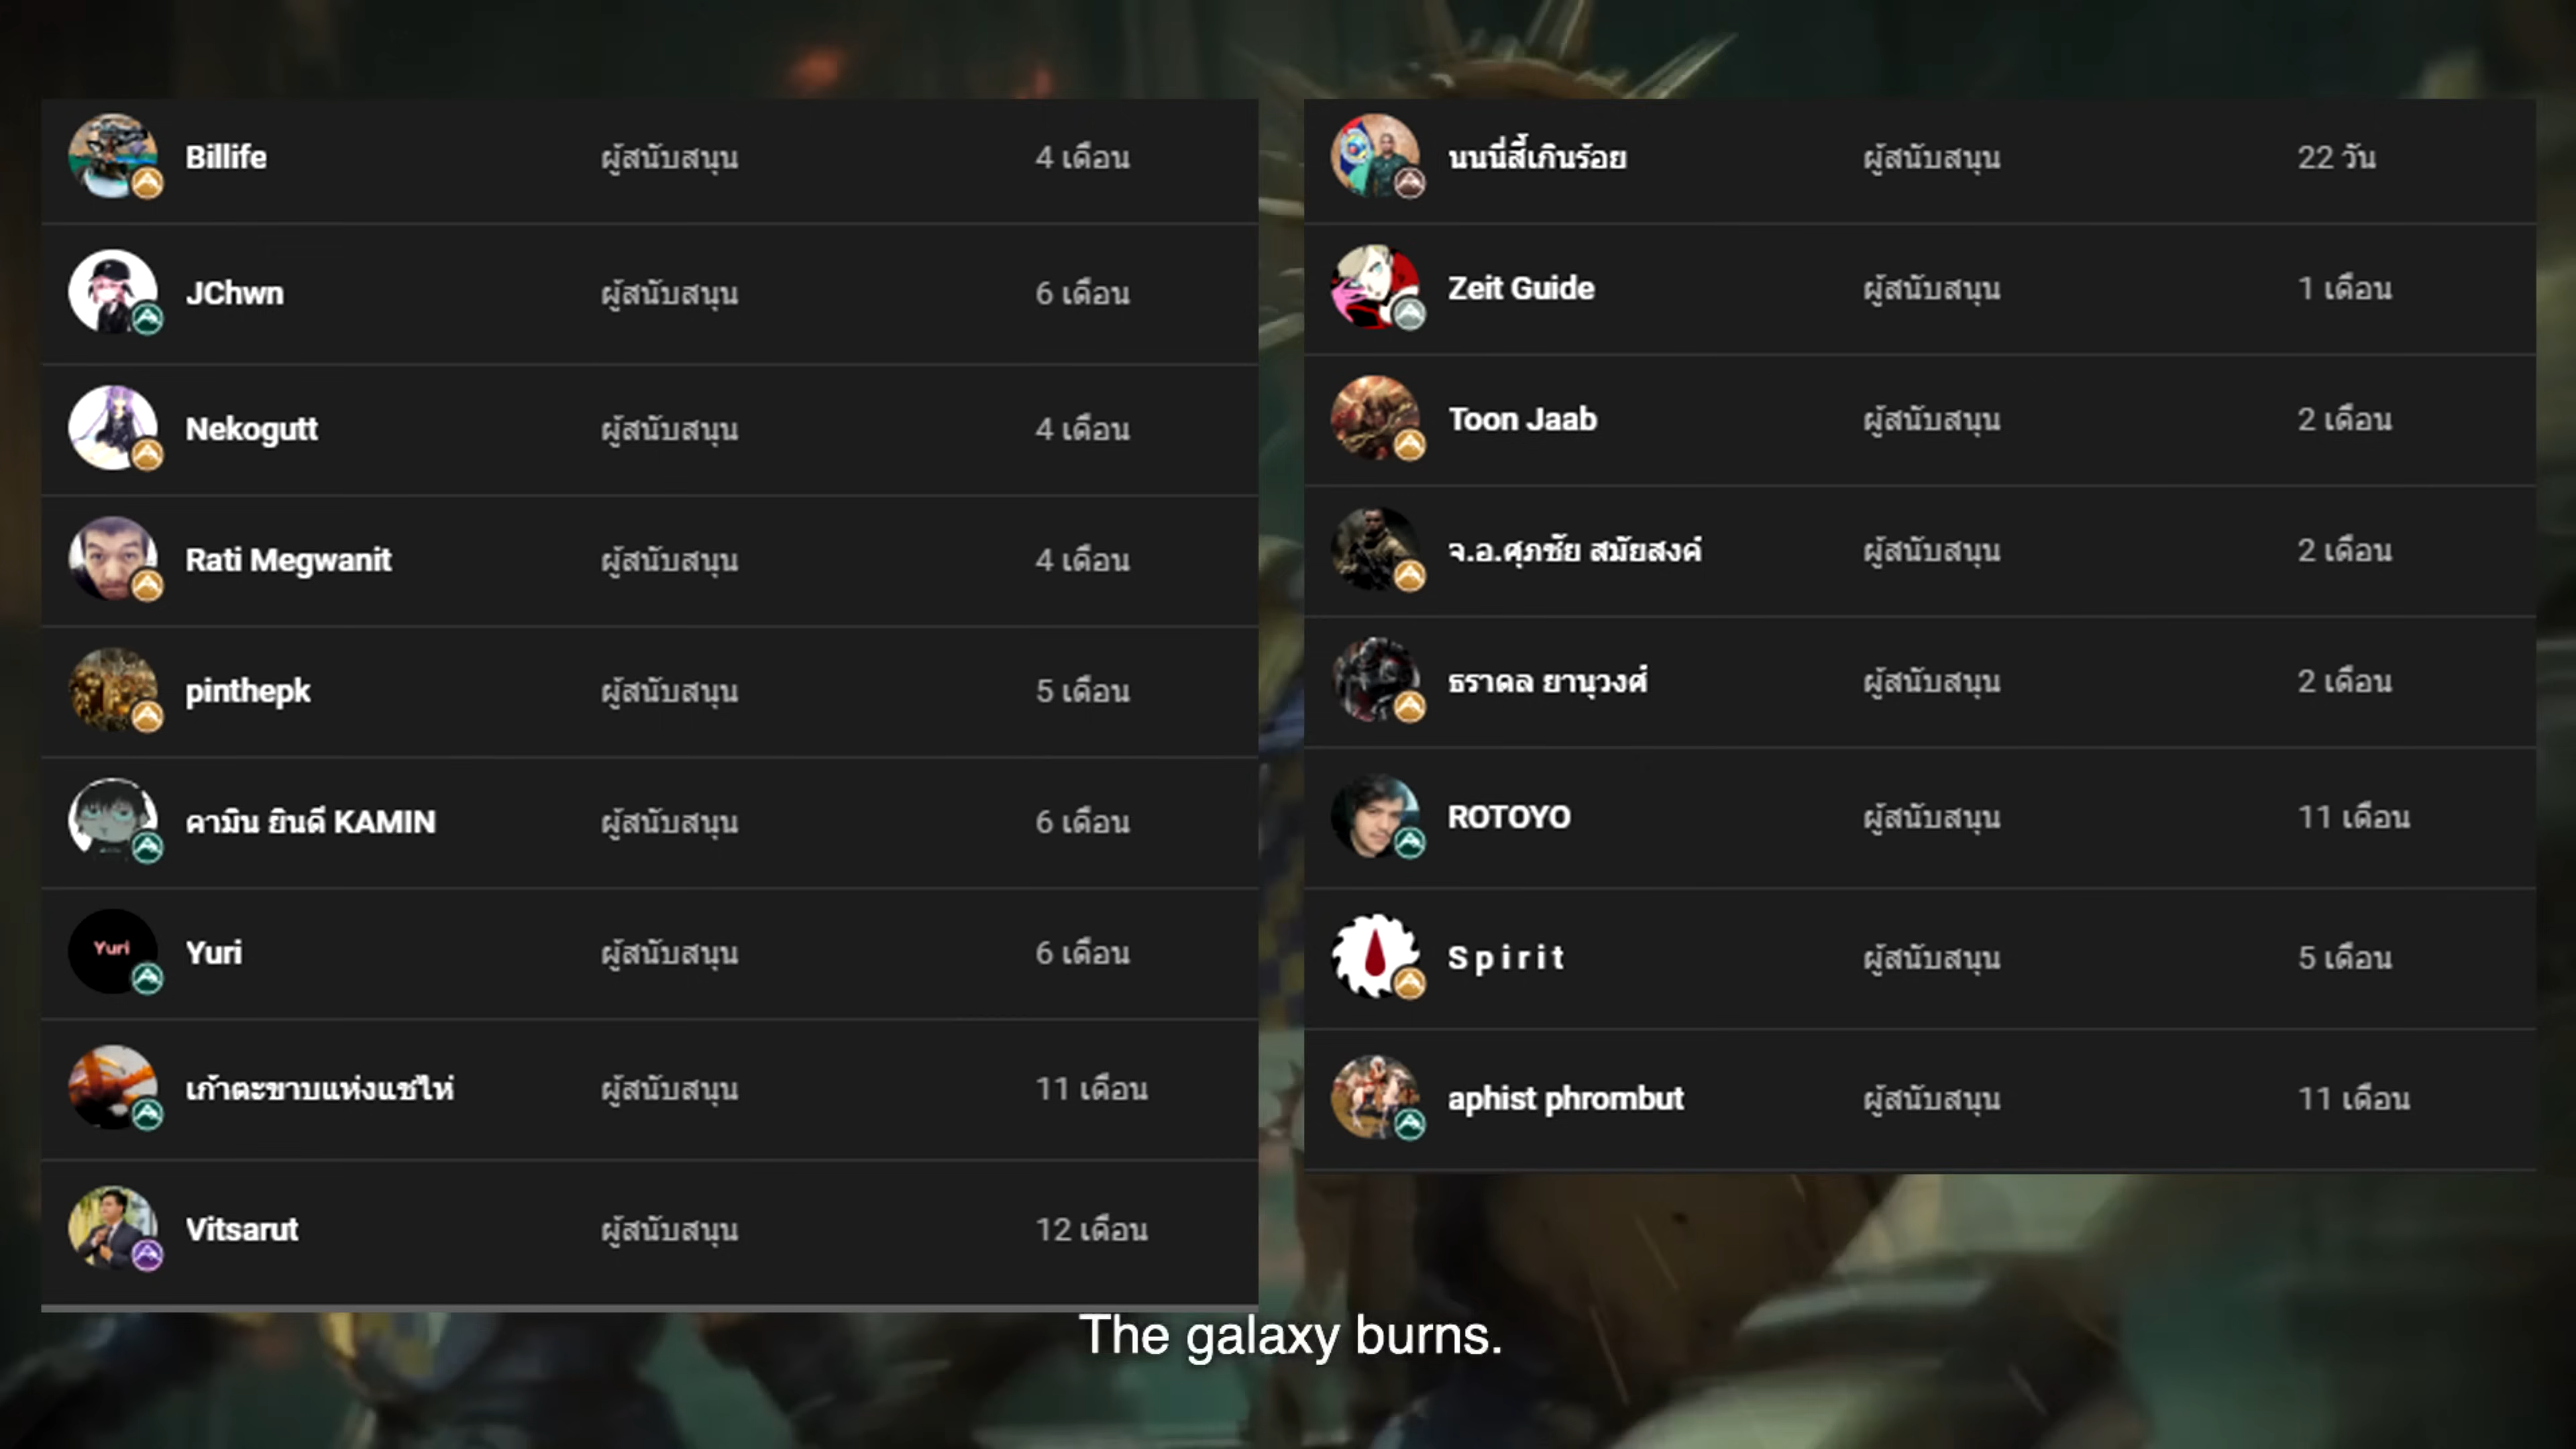 Billife ผู้สนับสนุน 4 เดือน
JChwn ผู้สนับสนุน 6 เดือน
Nekogutt ผู้สนับสนุน 4 เดือน
Rati Megwanit ผู้สนับสนุน 4 เดือน
pinthepk ผู้สนับสนุน 5 เดือน
คามิน ยินดี KAMIN ผู้สนับสนุน 6 เดือน
Yuri Yuri ผู้สนับสนุน 6 เดือน
เก้าตะขาบแห่งแซ่ไห่ ผู้สนับสนุน 11 เดือน
Vitsarut ผู้สนับสนุน 12 เดือน
นนนี่สี้เกินร้อย ผู้สนับสนุน 22 วัน
Zeit Guide ผู้สนับสนุน 1 เดือน
Toon Jaab ผู้สนับสนุน 2 เดือน
จ.อ.ศุภชัย สมัยสงค์ ผู้สนับสนุน 2 เดือน
ธราดล ยานุวงศ์ ผู้สนับสนุน 2 เดือน
ROTOYO ผู้สนับสนุน 11 เดือน
S p i r i t ผู้สนับสนุน 5 เดือน
aphist phrombut ผู้สนับสนุน 11 เดือน
The galaxy burns.